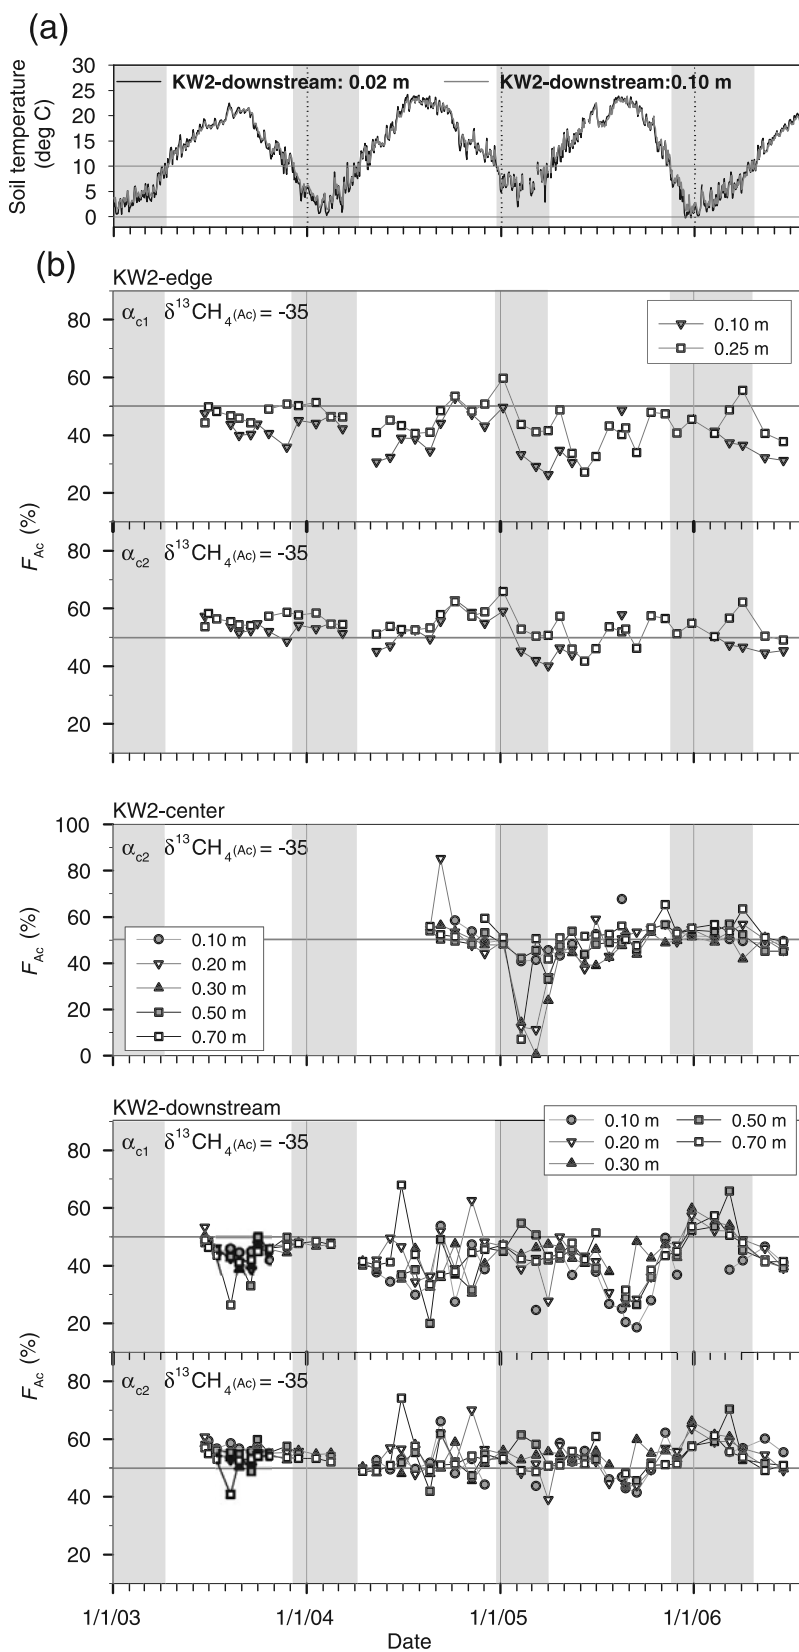 (a)
KW2-downstream: 0.02 m KW2-downstream:0.10 m
Soil temperature
(deg C)
30
25
20
15
10
5
0
(b)
KW2-edge
αc1 δ13CH4(Ac) = -35
0.10 m
0.25 m
80
60
40
20
FAc (%)
αc2 δ13CH4(Ac) = -35
80
60
40
20
KW2-center
αc2 δ13CH4(Ac) = -35
100
80
60
40
20
0
FAc (%)
0.10 m
0.20 m
0.30 m
0.50 m
0.70 m
KW2-downstream
αc1 δ13CH4(Ac) = -35
0.10 m 0.50 m
0.20 m 0.70 m
0.30 m
80
60
40
20
FAc (%)
αc2 δ13CH4(Ac) = -35
80
60
40
20
1/1/03 1/1/04 1/1/05 1/1/06
Date